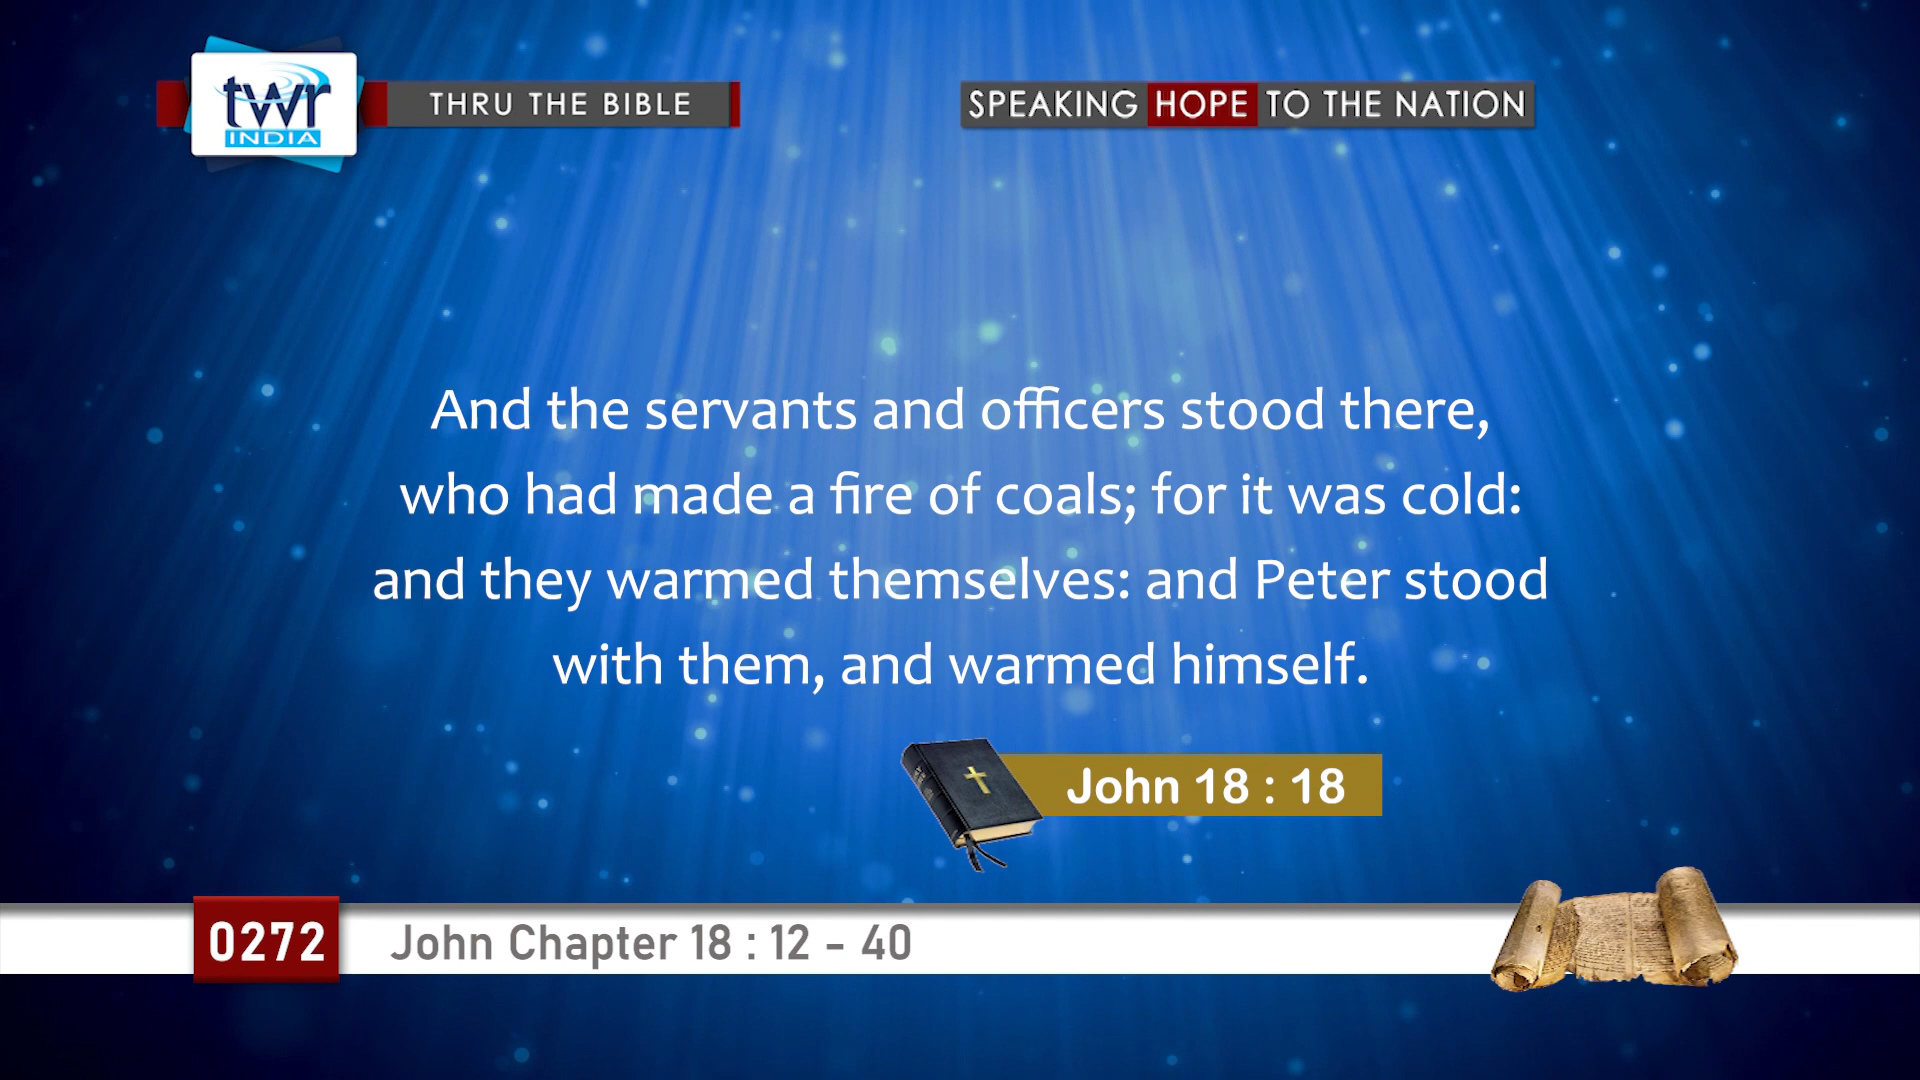 twr
INDIA
THRU THE BIBLE
SPEAKING HOPE TO THE NATION
And the servants and officers stood there,
who had made a fire of coals; for it was cold:
and they warmed themselves: and Peter stood
with them, and warmed himself.
John 18 : 18
0272
John Chapter 18 : 12 - 40